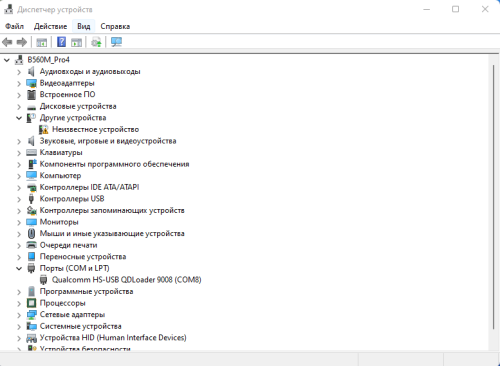 Диспетчер устройств
Файл Действие Вид Справка
B560M_Pro4
Аудиовходы и аудиовыходы
Видеоадаптеры
Встроенное ПО
Дисковые устройства
Другие устройства
Неизвестное устройство
Звуковые, игровые и видеоустройства
Клавиатуры
Компоненты программного обеспечения
Компьютер
Контроллеры IDE ATA/ATAPI
Контроллеры USB
Контроллеры запоминающих устройств
Мониторы
Мыши и иные указывающие устройства
Очереди печати
Переносные устройства
Порты (COM и LPT)
Qualcomm HS-USB QDLoader 9008 (COM8)
Программные устройства
Процессоры
Сетевые адаптеры
Системные устройства
Устройства HID (Human Interface Devices)
Устройства безопасности